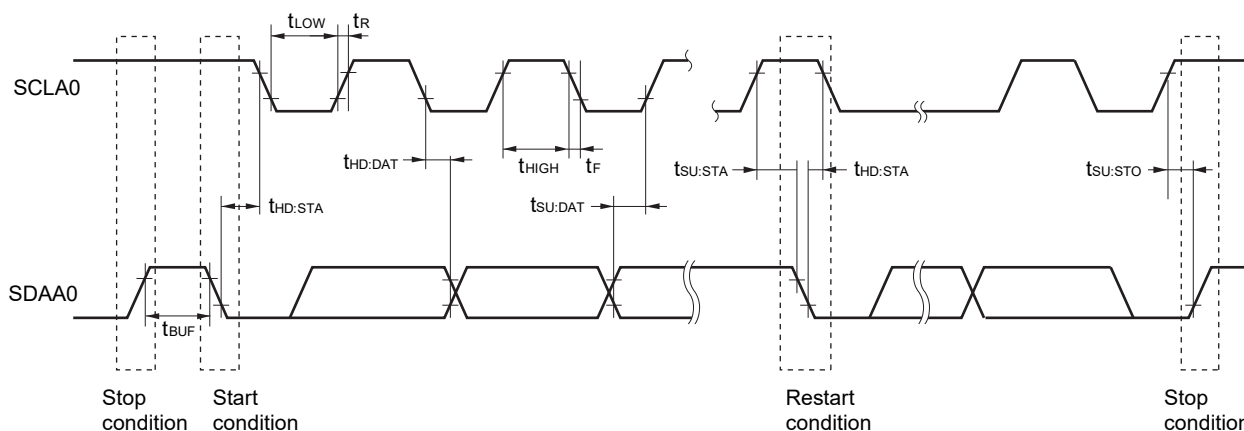 tLOW tR
SCLA0
tHD:DAT tHIGH tF tSU:STA tHD:STA tSU:STO
tHD:STA tSU:DAT
SDAA0
tBUF
Stop condition
Start condition
Restart condition
Stop condition